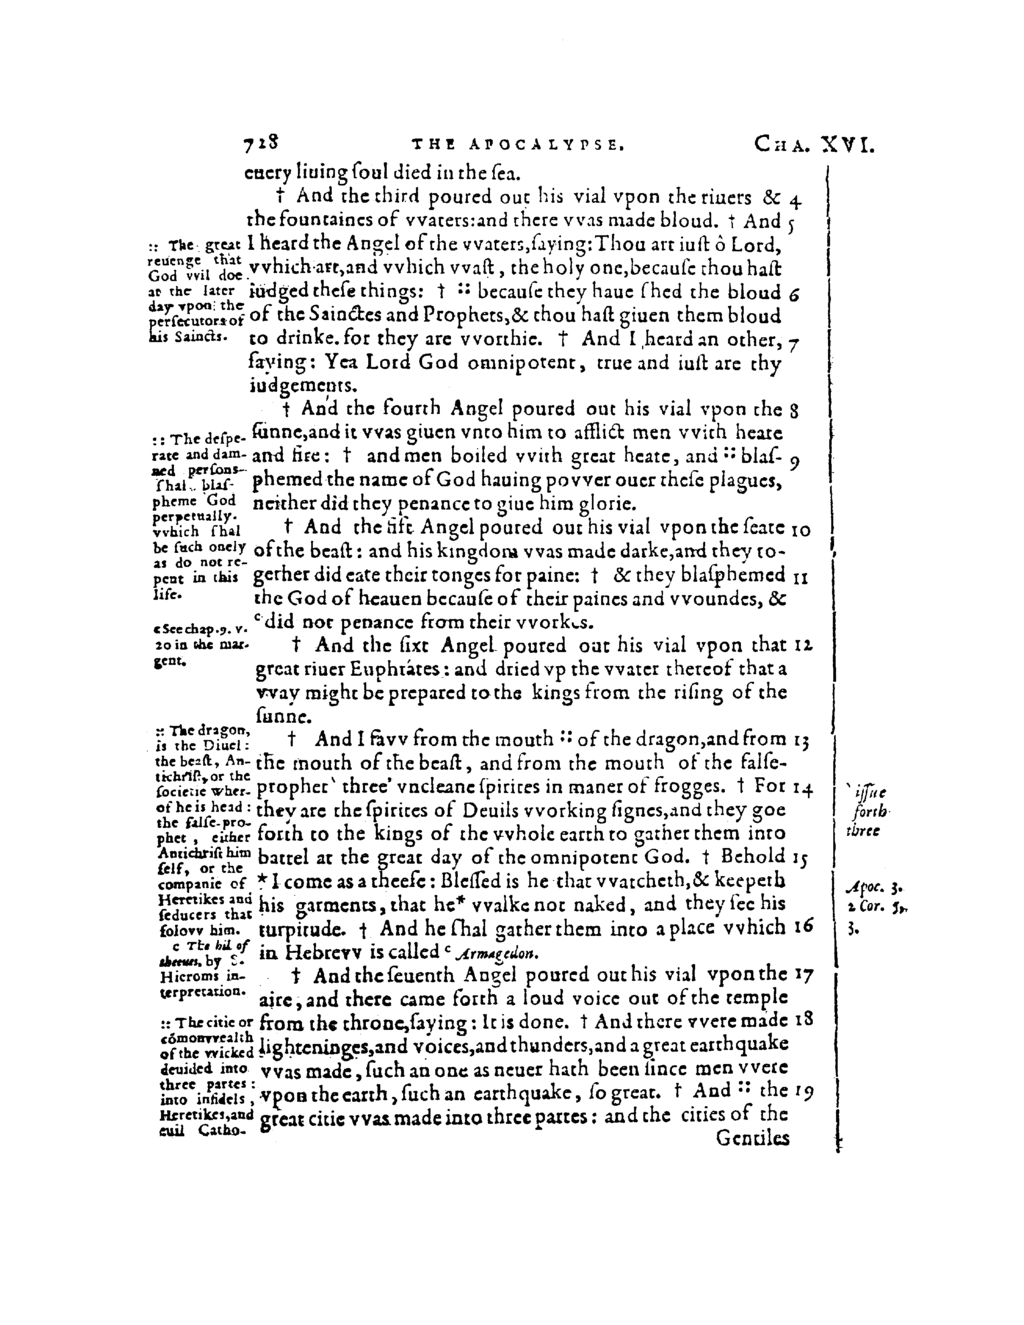 728 THE APOCALYPSE. CHA. XVI.
euery liuing ſoul died in the ſea.
† And the third poured out his vial vpon the riuers & 4
the fountaines of vvaters:and there vvas made bloud. † And 5
I heard the Angel of the vvaters,ſaying:Thou art iuſt ô Lord,
vvhich art,and vvhich vvaſt, the holy one,becauſe thou haſt
iudged theſe things: † :: becauſe they haue ſhed the bloud 6
of the Sainctes and Prophets,& thou haſt giuen them bloud
to drinke. for they are vvorthie. † And I heard an other, 7
ſaying: Yea Lord God omnipotent, true and iuſt are thy
iudgements.
† And the fourth Angel poured out his vial vpon the 8
ſunne,and it vvas giuen vnto him to afflict men vvith heate
and fire: † and men boiled vvith great heate, and :: blaſ- 9
phemed the name of God hauing povver ouer theſe plagues,
neither did they penance to giue him glorie.
† And the fift Angel poured out his vial vpon the ſeate 10
of the beaſt: and his kingdom vvas made darke,and they to-
gether did eate their tonges for paine: † & they blaſphemed 11
the God of heauen becauſe of their paines and vvoundes, &
ᶜ did not penance from their vvorkes.
† And the ſixt Angel poured out his vial vpon that 12
great riuer Euphrátes: and dried vp the vvater thereof that a
vvay might be prepared to the kings from the riſing of the
ſunne.
† And I ſavv from the mouth :: of the dragon,and from 13
the mouth of the beaſt, and from the mouth of the falſe-
prophet ‵ three′ vncleane ſpirites in maner of frogges. † For 14
they are the ſpirites of Deuils vvorking ſignes,and they goe
forth to the kings of the vvhole earth to gather them into
battel at the great day of the omnipotent God. † Behold 15
* I come as a theefe: Bleſſed is he that vvatcheth,& keepeth
his garments, that he* vvalke not naked, and they ſee his
turpitude. † And he ſhal gather them into a place vvhich 16
in Hebrevv is called ᶜ Armagedon.
† And the ſeuenth Angel poured out his vial vpon the 17
aire, and there came forth a loud voice out of the temple
from the throne,ſaying: It is done. † And there vvere made 18
lighteninges,and voices,and thunders,and a great earthquake
vvas made, ſuch an one as neuer hath been ſince men vvere
vpon the earth, ſuch an earthquake, ſo great. † And :: the 19
great citie vvas made into three partes: and the cities of the
Gentiles
:: The great
reuenge that
God vvil doe
at the later
day vpon the
perſecutors of
his Saincts.
:: The deſpe-
rate and dam-
ned perſons
ſhal blaſ-
pheme God
perpetually.
vvhich ſhal
be ſuch onely
as do not re-
pent in this
life.
c See chap. 9. v.
20 in the mar-
gent.
:: The dragon,
is the Diuel:
the beaſt, An-
tichriſt, or the
ſocietie wher-
of he is head:
the falſe-pro-
phet, either
Antichriſt him
ſelf, or the
companie of
Heretikes and
ſeducers that
folovv him.
c The hil of
theeues, by S.
Hieroms in-
terpretation.
:: The citie or
cómonvvealth
of the vvicked
deuided into
three partes:
into infidels,
Heretikes,and
euil Catho-
‵ iſſue
forth
three
Apoc. 3.
2 Cor. 5,
3.